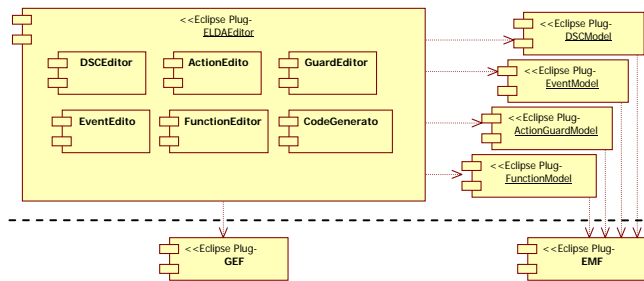 <<Eclipse Plug-
ELDAEditor
DSCEditor
ActionEdito
GuardEditor
EventEdito
FunctionEditor
CodeGenerato
<<Eclipse Plug-
DSCModel
<<Eclipse Plug-
EventModel
<<Eclipse Plug-
ActionGuardModel
<<Eclipse Plug-
FunctionModel
<<Eclipse Plug-
GEF
<<Eclipse Plug-
EMF